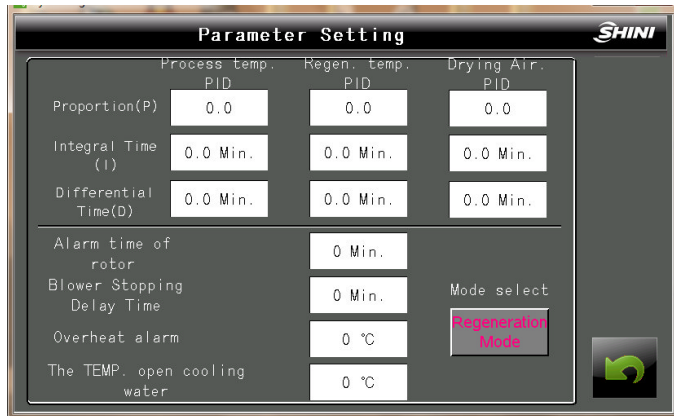 Parameter Setting
SHINI
Process temp. Regen. temp. Drying Air.
PID PID PID
Proportion(P) 0.0 0.0 0.0
Integral Time
(I) 0.0 Min. 0.0 Min. 0.0 Min.
Differential
Time(D) 0.0 Min. 0.0 Min. 0.0 Min.
Alarm time of
rotor 0 Min.
Blower Stopping
Delay Time 0 Min.
Mode select
Regeneration
Mode
Overheat alarm 0 ℃
The TEMP. open cooling
water 0 ℃